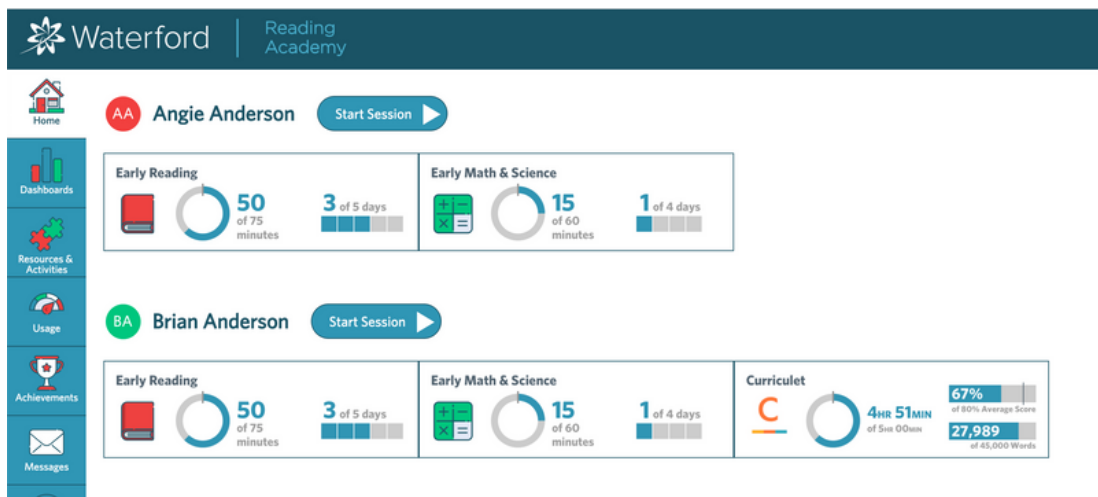 Waterford
Reading
Academy
Home
Dashboards
Resources &
Activities
Usage
Achievements
Messages
AA Angie Anderson Start Session
Early Reading
50
of 75
minutes
3 of 5 days
Early Math & Science
15
of 60
minutes
1 of 4 days
BA Brian Anderson Start Session
Early Reading
50
of 75
minutes
3 of 5 days
Early Math & Science
15
of 60
minutes
1 of 4 days
Curriculet
C
4HR 51MIN
of 5HR 00MIN
67%
of 80% Average Score
27,989
of 45,000 Words